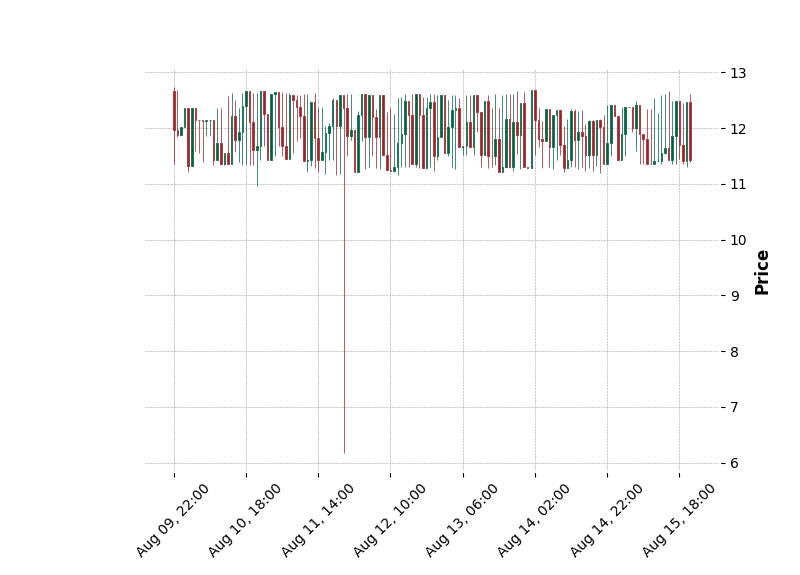 13
12
11
10
9
8
7
6
Price
Aug 09, 22:00
Aug 10, 18:00
Aug 11, 14:00
Aug 12, 10:00
Aug 13, 06:00
Aug 14, 02:00
Aug 14, 22:00
Aug 15, 18:00